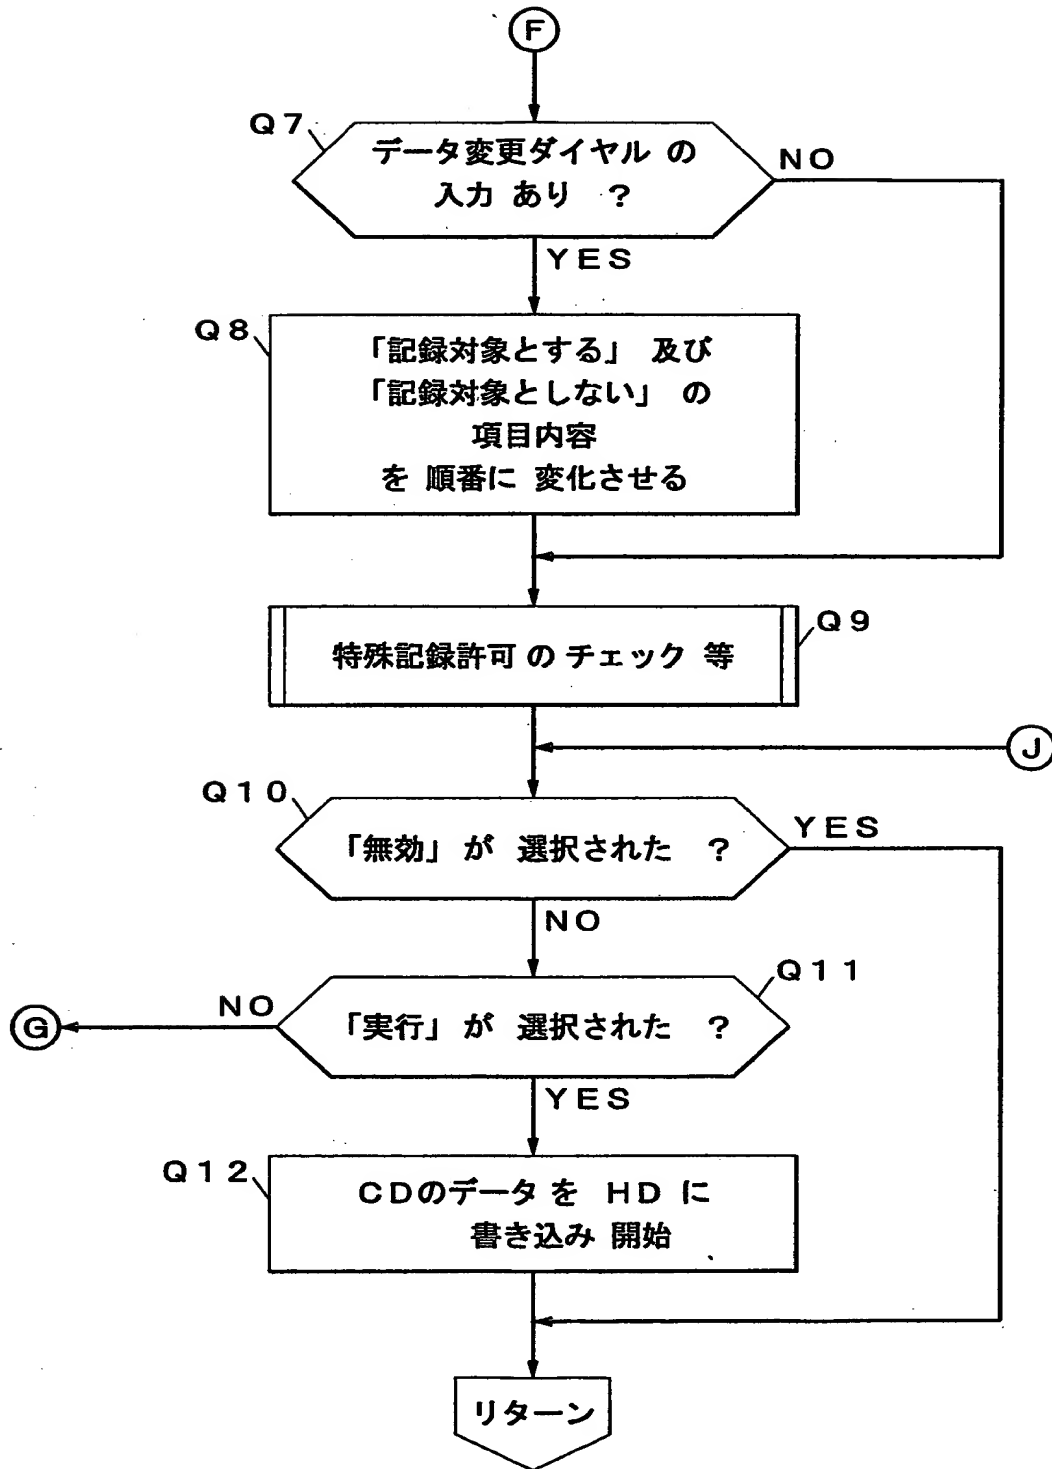 F
Q7
データ変更ダイヤル の
入力 あり ?
NO
YES
Q8
「記録対象とする」 及び
「記録対象としない」 の
項目内容
を 順番に 変化させる
特殊記録許可 の チェック 等
Q9
J
Q10
「無効」 が 選択された ?
YES
NO
Q11
「実行」 が 選択された ?
NO
G
YES
Q12
CDのデータ を HD に
書き込み 開始
リターン